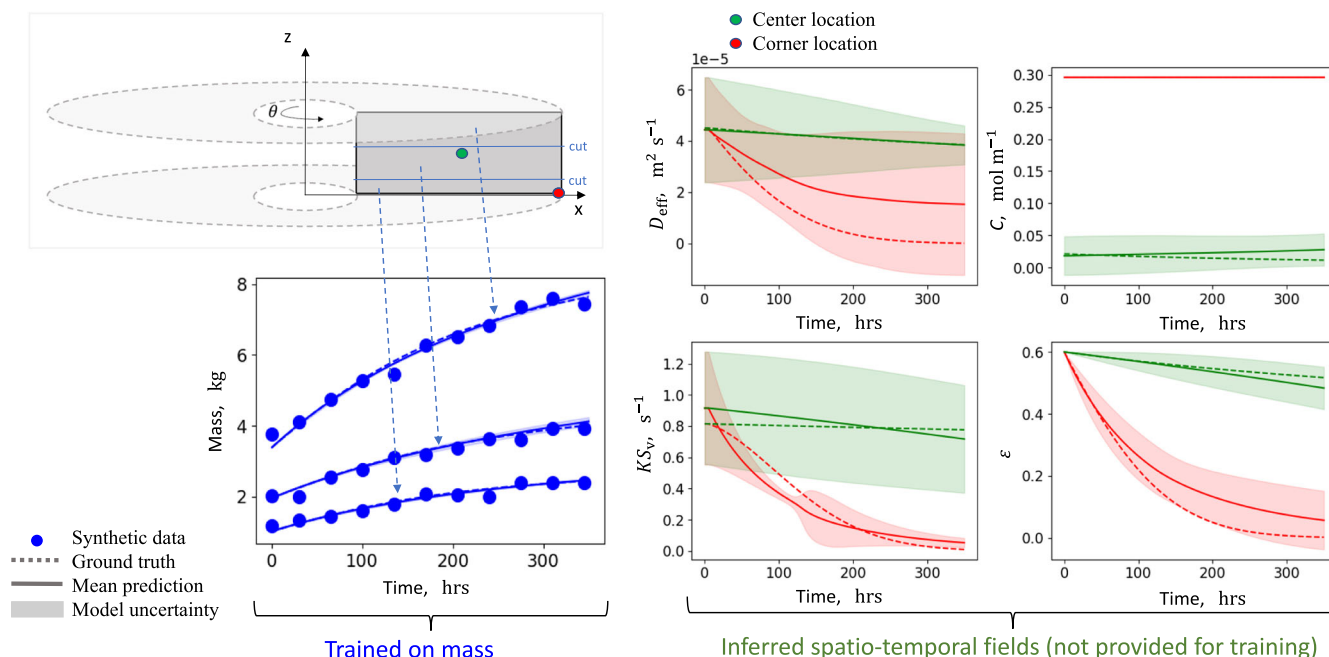 Center location
Corner location
z
θ
cut
cut
x
8
6
4
2
0
100
200
300
Mass, kg
Time, hrs
Synthetic data
Ground truth
Mean prediction
Model uncertainty
Trained on mass
1e−5
6
4
2
0
0
100
200
300
D_eff, m² s⁻¹
Time, hrs
0.30
0.25
0.20
0.15
0.10
0.05
0.00
0
100
200
300
C, mol m⁻¹
Time, hrs
1.2
1.0
0.8
0.6
0.4
0.2
0.0
0
100
200
300
KSᵥ, s⁻¹
Time, hrs
0.6
0.4
0.2
0.0
0
100
200
300
ε
Time, hrs
Inferred spatio-temporal fields (not provided for training)